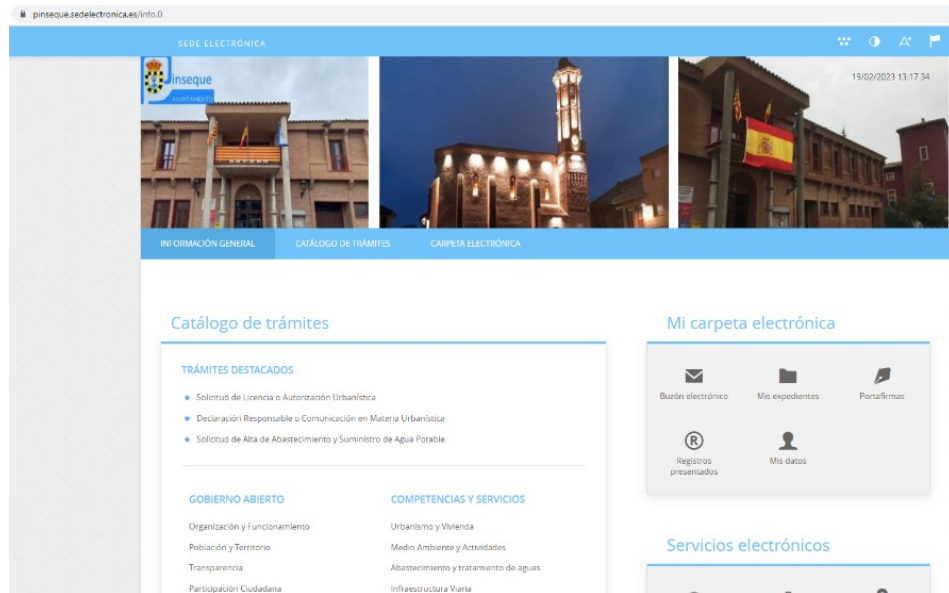 pinseque.sedelectronica.es/info.0
SEDE ELECTRÓNICA
A+
Pinseque
AYUNTAMIENTO
19/02/2023 13:17:34
INFORMACIÓN GENERAL
CATÁLOGO DE TRÁMITES
CARPETA ELECTRÓNICA
Catálogo de trámites
TRÁMITES DESTACADOS
Solicitud de Licencia o Autorización Urbanística
Declaración Responsable o Comunicación en Materia Urbanística
Solicitud de Alta de Abastecimiento y Suministro de Agua Potable
GOBIERNO ABIERTO
Organización y Funcionamiento
Población y Territorio
Transparencia
Participación Ciudadana
COMPETENCIAS Y SERVICIOS
Urbanismo y Vivienda
Medio Ambiente y Actividades
Abastecimiento y tratamiento de aguas
Infraestructura Viaria
Mi carpeta electrónica
Buzón electrónico
Mis expedientes
Portafirmas
R
Registros
presentados
Mis datos
Servicios electrónicos